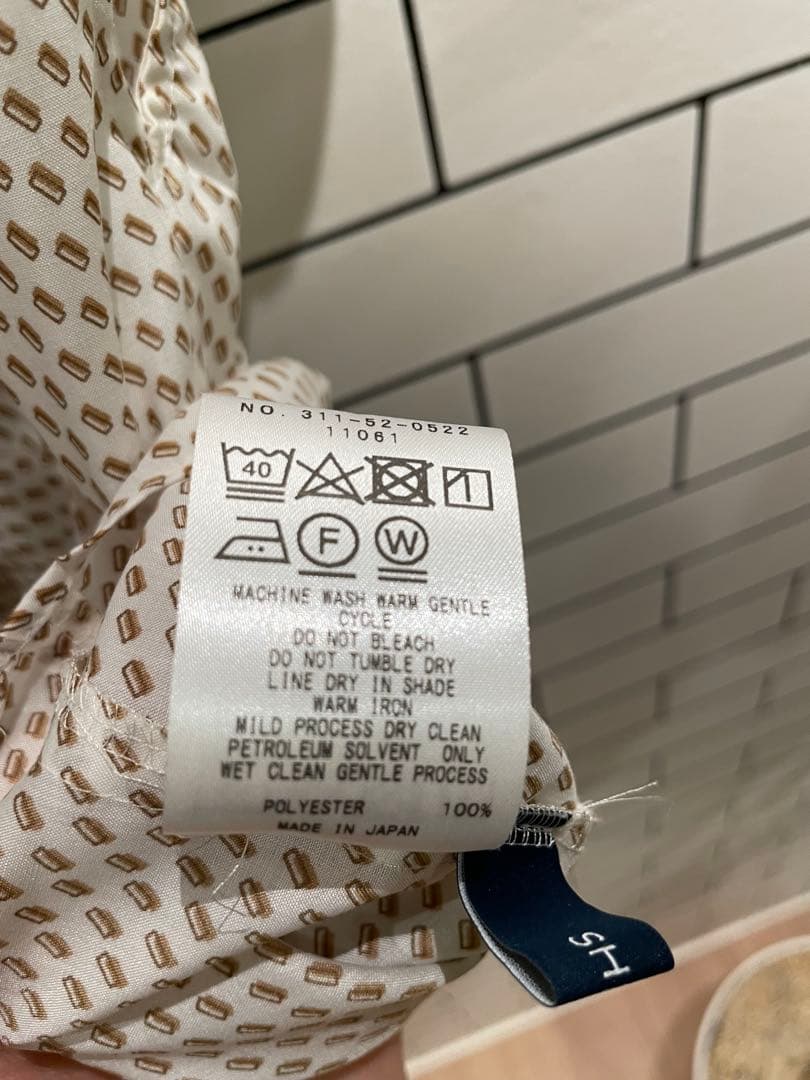 NO. 311-52-0522
11061
40
F W
MACHINE WASH WARM GENTLE
CYCLE
DO NOT BLEACH
DO NOT TUMBLE DRY
LINE DRY IN SHADE
WARM IRON
MILD PROCESS DRY CLEAN
PETROLEUM SOLVENT ONLY
WET CLEAN GENTLE PROCESS
POLYESTER 100%
MADE IN JAPAN